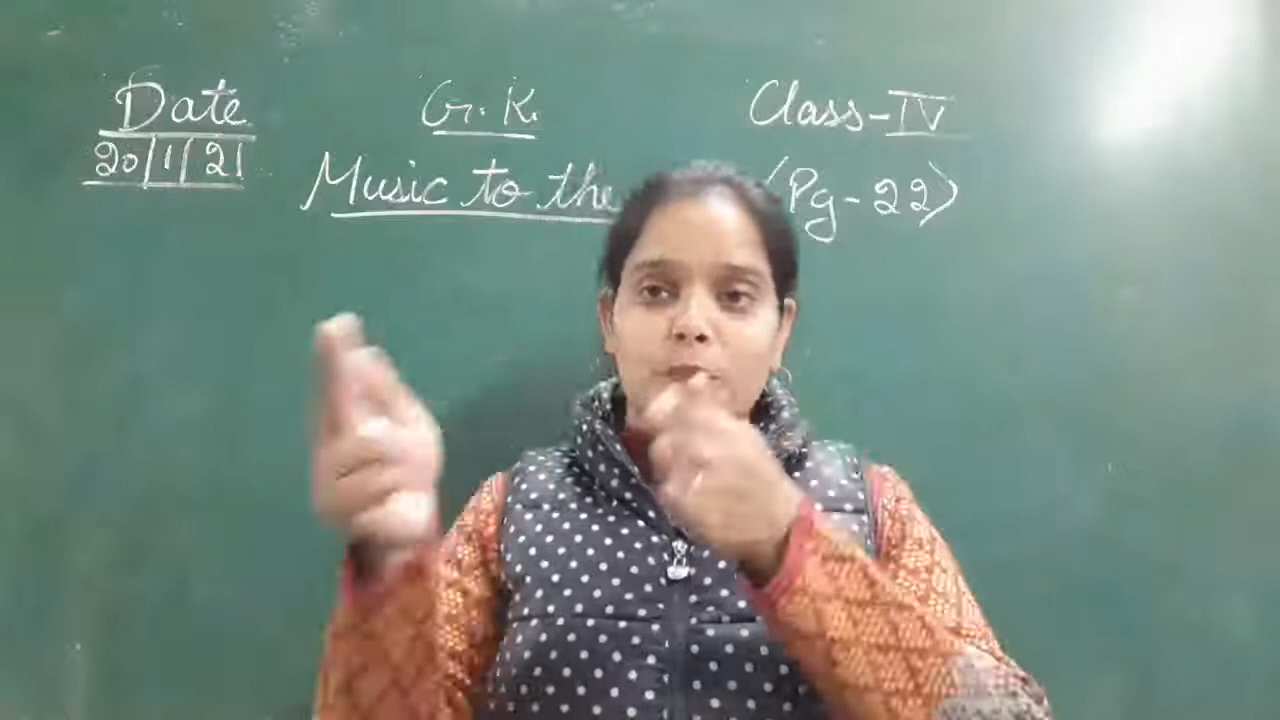 Date G.K. Class-IV
20/1/21
Music to the (Pg-22)